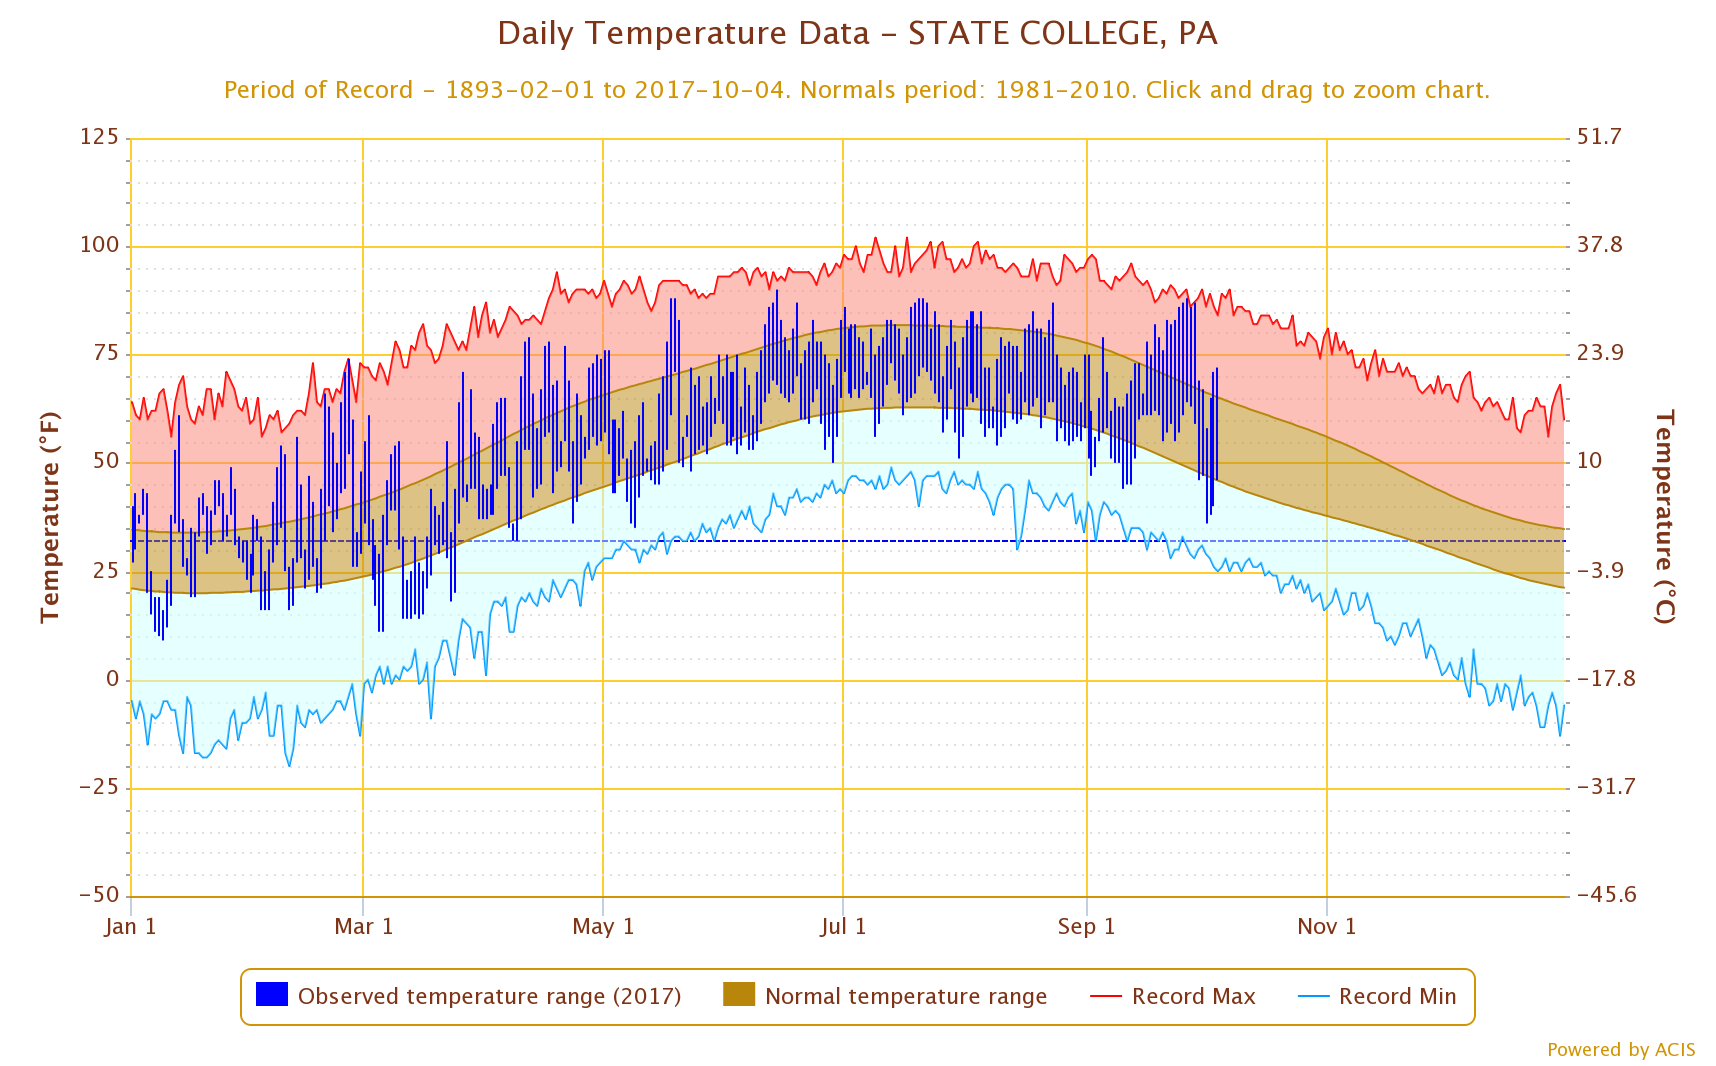 Daily Temperature Data – STATE COLLEGE, PA
Period of Record – 1893–02–01 to 2017–10–04. Normals period: 1981–2010. Click and drag to zoom chart.
125 51.7
100 37.8
75 23.9
50 10
25 –3.9
0 –17.8
–25 –31.7
–50 –45.6
Temperature (°F)
Temperature (°C)
Jan 1 Mar 1 May 1 Jul 1 Sep 1 Nov 1
Observed temperature range (2017) Normal temperature range Record Max Record Min
Powered by ACIS